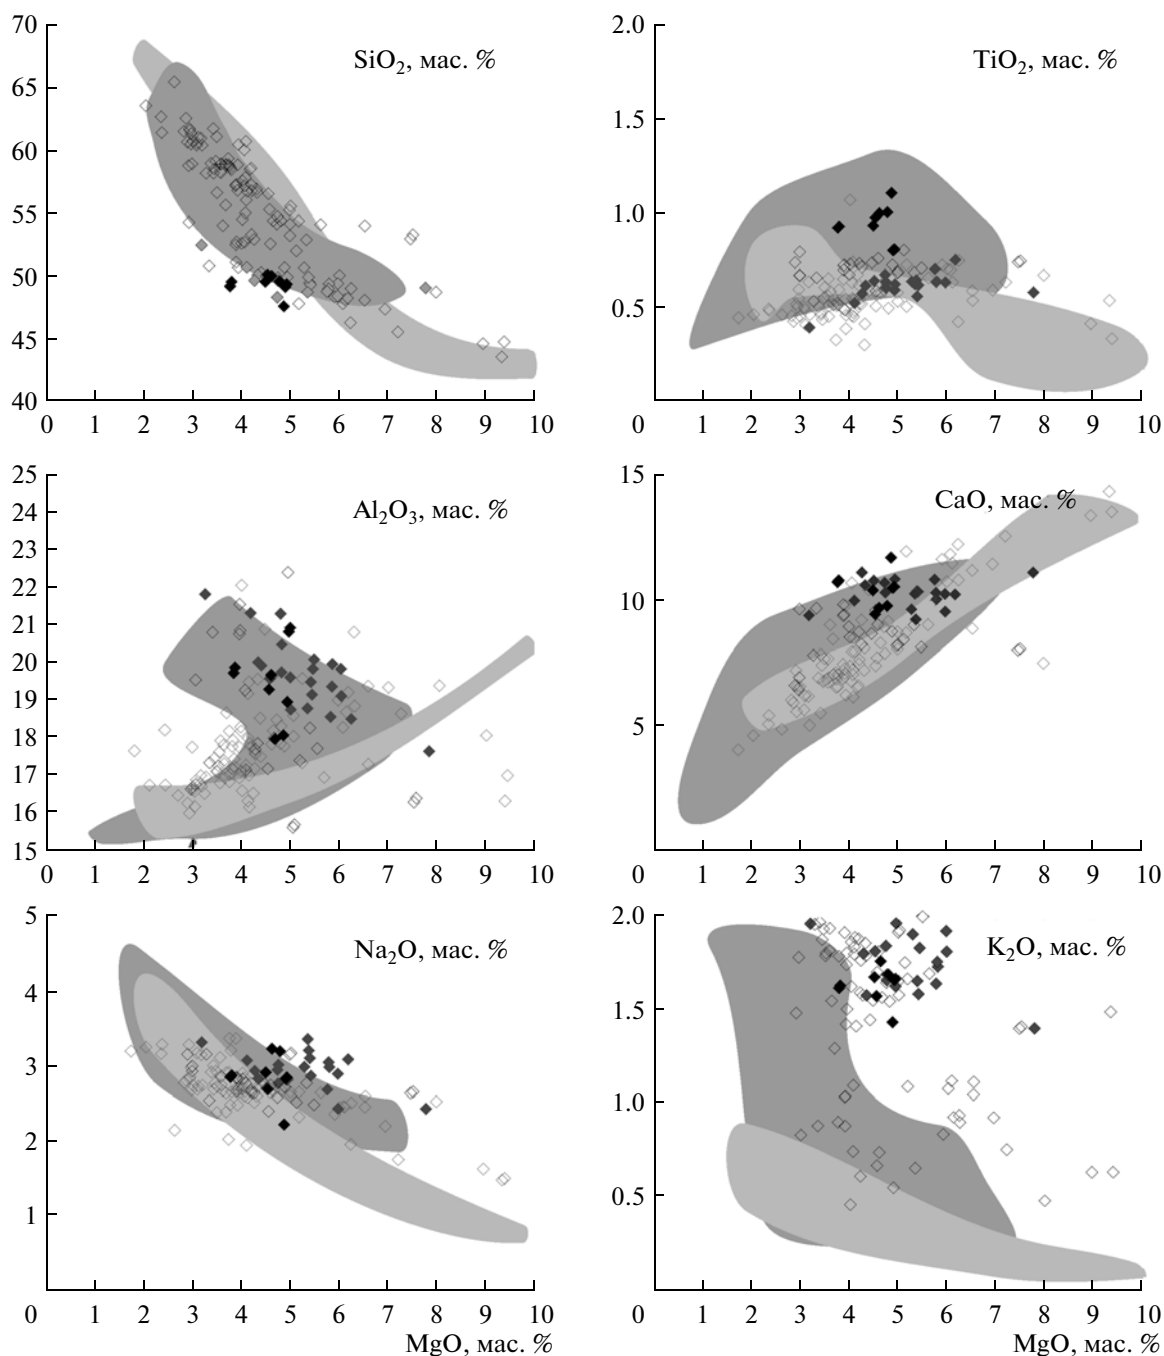 70
65
60
55
50
45
40
SiO₂, мас. %
0 1 2 3 4 5 6 7 8 9 10
2.0
1.5
1.0
0.5
TiO₂, мас. %
0 1 2 3 4 5 6 7 8 9 10
25
24
23
22
21
20
19
18
17
16
15
Al₂O₃, мас. %
0 1 2 3 4 5 6 7 8 9 10
15
10
5
CaO, мас. %
0 1 2 3 4 5 6 7 8 9 10
5
4
3
2
1
Na₂O, мас. %
0 1 2 3 4 5 6 7 8 9 10
MgO, мас. %
2.0
1.5
1.0
0.5
K₂O, мас. %
0 1 2 3 4 5 6 7 8 9 10
MgO, мас. %